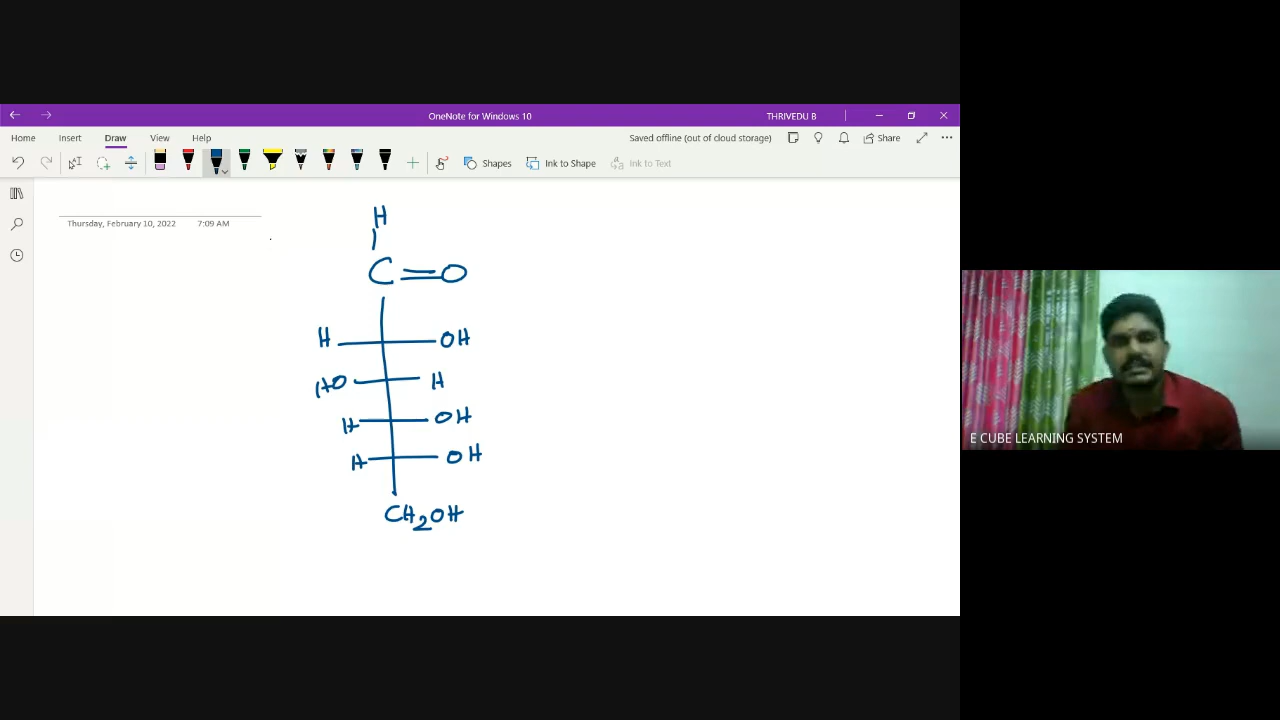 OneNote for Windows 10
THRIVEDU B
Home Insert Draw View Help
Saved offline (out of cloud storage)
Share
Shapes Ink to Shape Ink to Text
Thursday, February 10, 2022 7:09 AM
H
C=O
H OH
HO H
H OH
H OH
CH2OH
E CUBE LEARNING SYSTEM